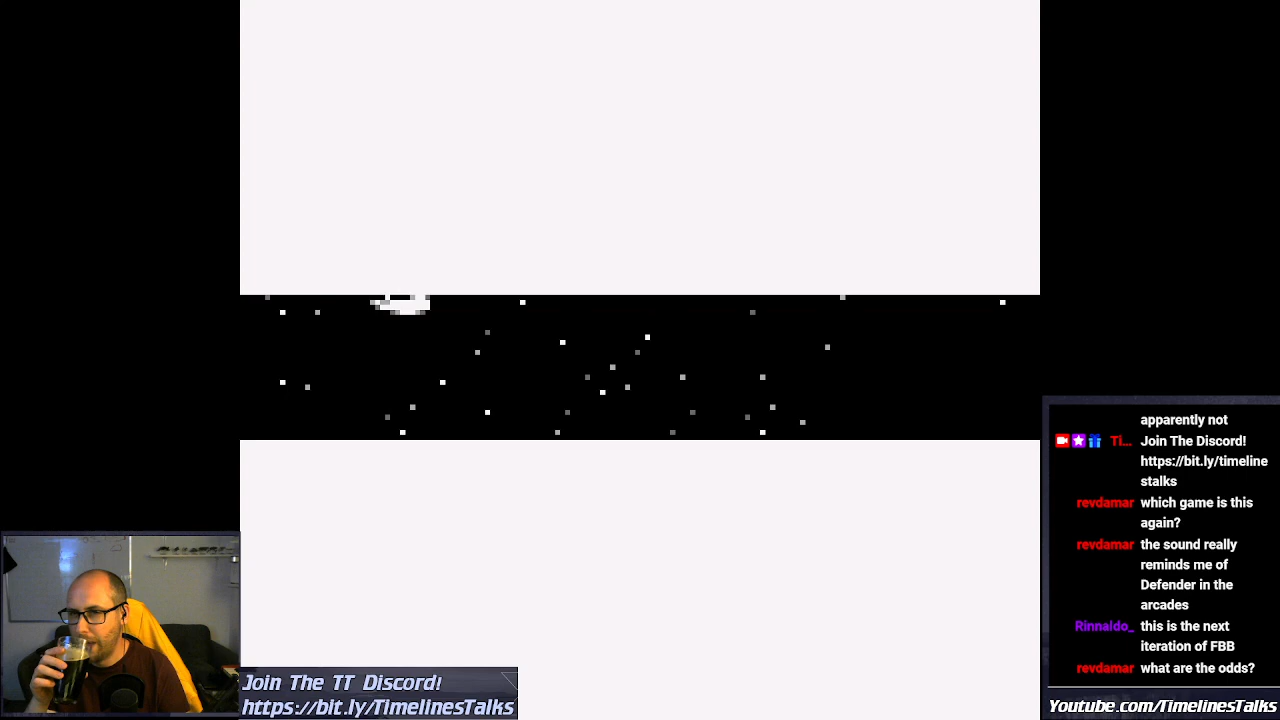 apparently not
Ti... Join The Discord!
https://bit.ly/timeline
stalks
revdamar which game is this
again?
revdamar the sound really
reminds me of
Defender in the
arcades
Rinnaldo_ this is the next
iteration of FBB
revdamar what are the odds?
Join The TT Discord!
https://bit.ly/TimelinesTalks
Youtube.com/TimelinesTalks